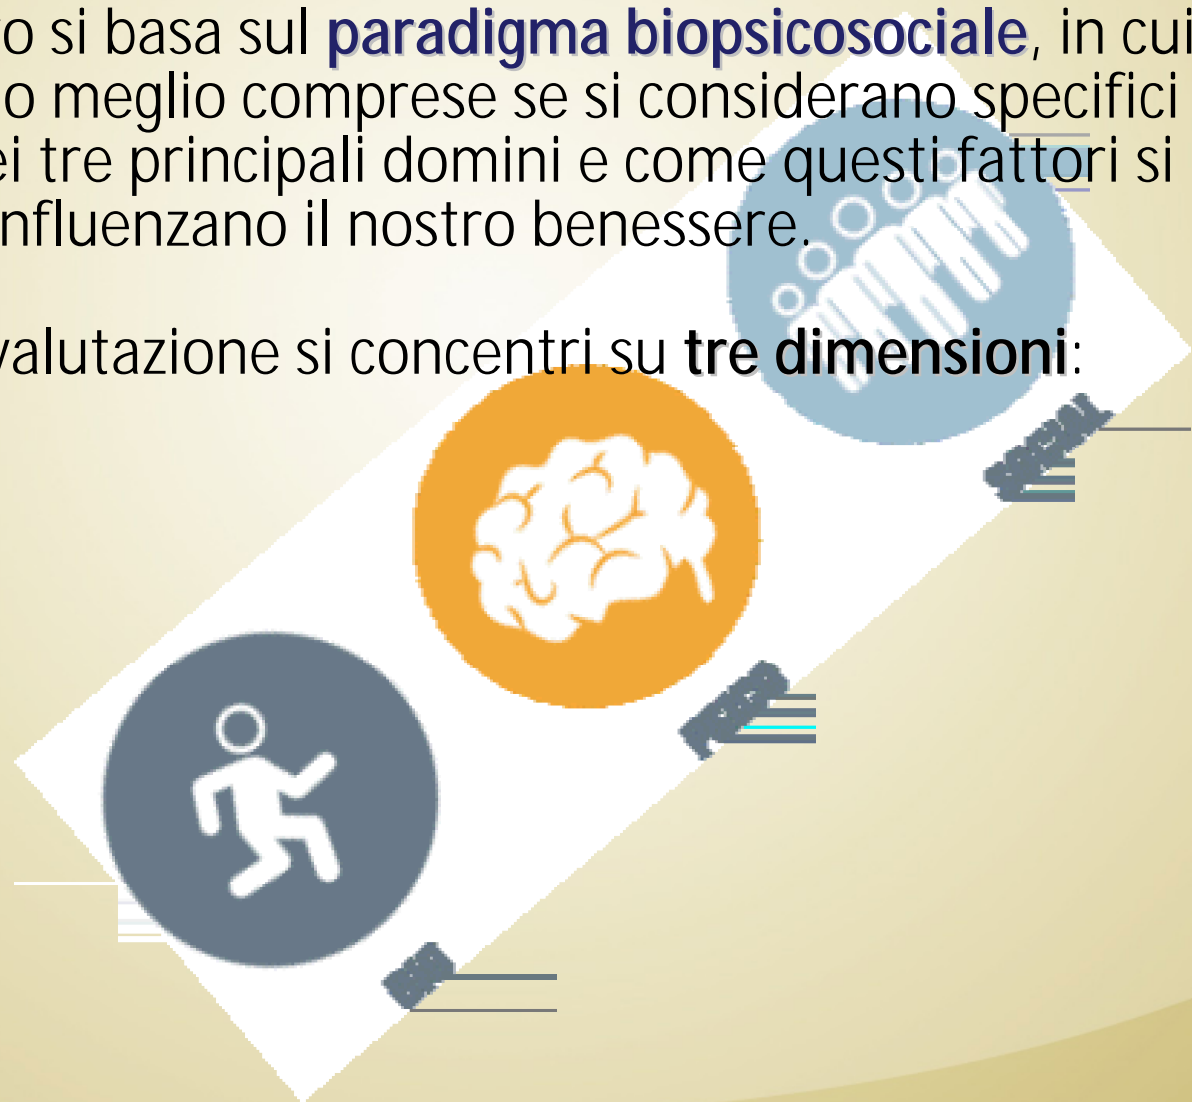 o si basa sul paradigma biopsicosociale, in cui
o meglio comprese se si considerano specifici
ei tre principali domini e come questi fattori si
nfluenzano il nostro benessere.
valutazione si concentri su tre dimensioni: